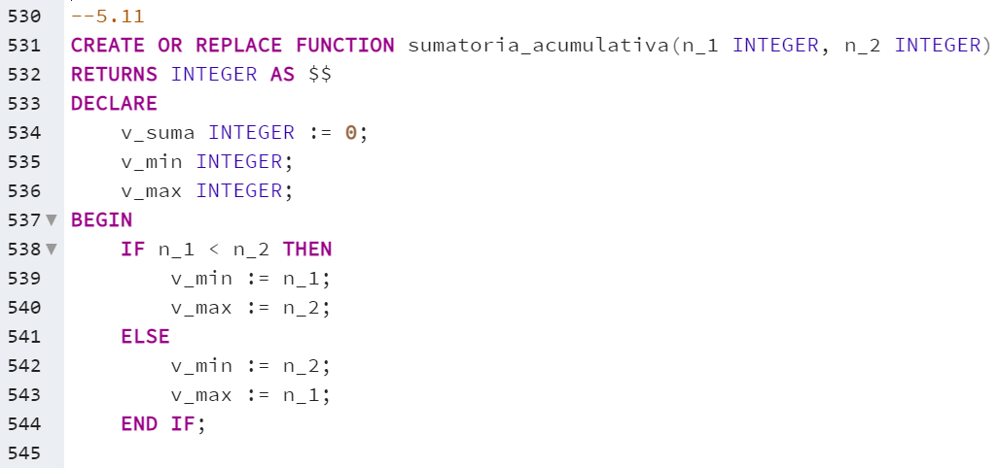 530 --5.11
531 CREATE OR REPLACE FUNCTION sumatoria_acumulativa(n_1 INTEGER, n_2 INTEGER)
532 RETURNS INTEGER AS $$
533 DECLARE
534     v_suma INTEGER := 0;
535     v_min INTEGER;
536     v_max INTEGER;
537 BEGIN
538     IF n_1 < n_2 THEN
539         v_min := n_1;
540         v_max := n_2;
541     ELSE
542         v_min := n_2;
543         v_max := n_1;
544     END IF;
545